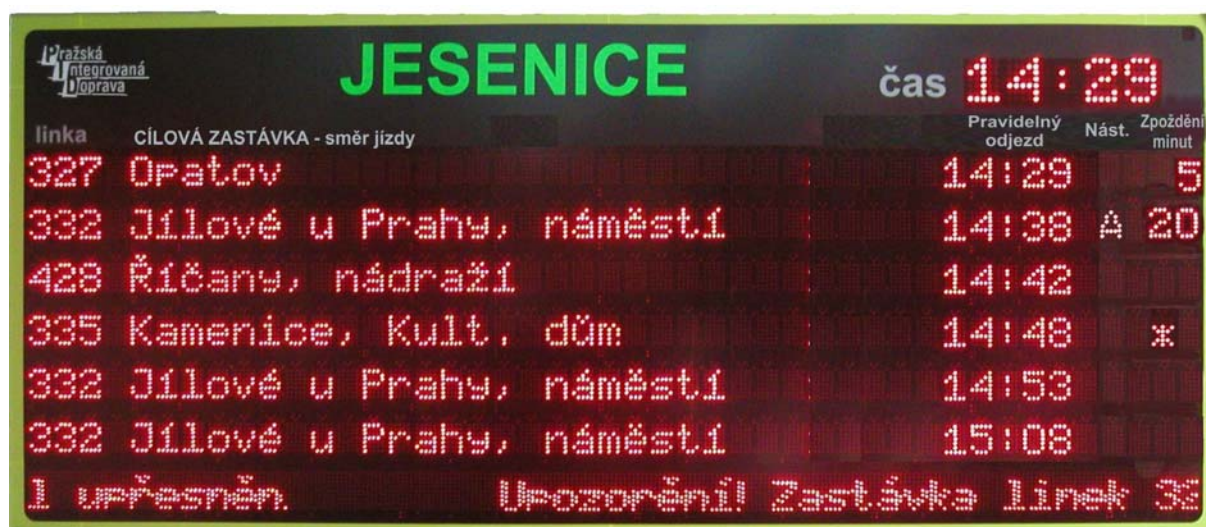 Pražská
Integrovaná
Doprava
JESENICE
čas 14:29
linka CÍLOVÁ ZASTÁVKA - směr jízdy Pravidelný odjezd Nást. Zpoždění minut
327 Opatov 14:29 5
332 Jílové u Prahy, náměstí 14:38 A 20
428 Říčany, nádraží 14:42
335 Kamenice, Kult. dům 14:48 *
332 Jílové u Prahy, náměstí 14:53
332 Jílové u Prahy, náměstí 15:08
upřesněn. Upozornění! Zastávka linek